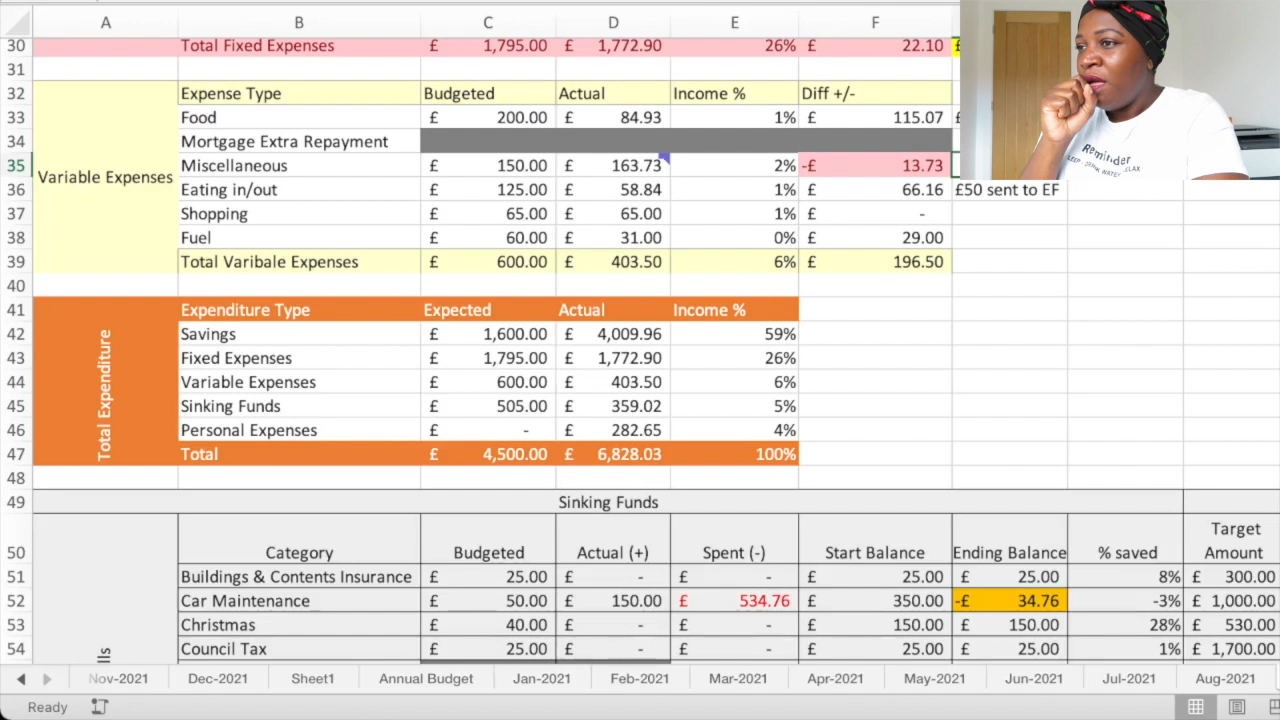 A B C D E F
30 Total Fixed Expenses £ 1,795.00 £ 1,772.90 26% £ 22.10 £
31
32 Expense Type Budgeted Actual Income % Diff +/-
33 Food £ 200.00 £ 84.93 1% £ 115.07 £
34 Mortgage Extra Repayment
35 Miscellaneous £ 150.00 £ 163.73 2% -£ 13.73
Variable Expenses
36 Eating in/out £ 125.00 £ 58.84 1% £ 66.16 £50 sent to EF
37 Shopping £ 65.00 £ 65.00 1% £ -
38 Fuel £ 60.00 £ 31.00 0% £ 29.00
39 Total Varibale Expenses £ 600.00 £ 403.50 6% £ 196.50
40
41 Expenditure Type Expected Actual Income %
42 Savings £ 1,600.00 £ 4,009.96 59%
43 Fixed Expenses £ 1,795.00 £ 1,772.90 26%
Total Expenditure
44 Variable Expenses £ 600.00 £ 403.50 6%
45 Sinking Funds £ 505.00 £ 359.02 5%
46 Personal Expenses £ - £ 282.65 4%
47 Total £ 4,500.00 £ 6,828.03 100%
48
49 Sinking Funds
50 Category Budgeted Actual (+) Spent (-) Start Balance Ending Balance % saved Target Amount
51 Buildings & Contents Insurance £ 25.00 £ - £ - £ 25.00 £ 25.00 8% £ 300.00
52 Car Maintenance £ 50.00 £ 150.00 £ 534.76 £ 350.00 -£ 34.76 -3% £ 1,000.00
53 Christmas £ 40.00 £ - £ - £ 150.00 £ 150.00 28% £ 530.00
54 Council Tax £ 25.00 £ - £ - £ 25.00 £ 25.00 1% £ 1,700.00
lls
Nov-2021 Dec-2021 Sheet1 Annual Budget Jan-2021 Feb-2021 Mar-2021 Apr-2021 May-2021 Jun-2021 Jul-2021 Aug-2021
Ready
Reminder